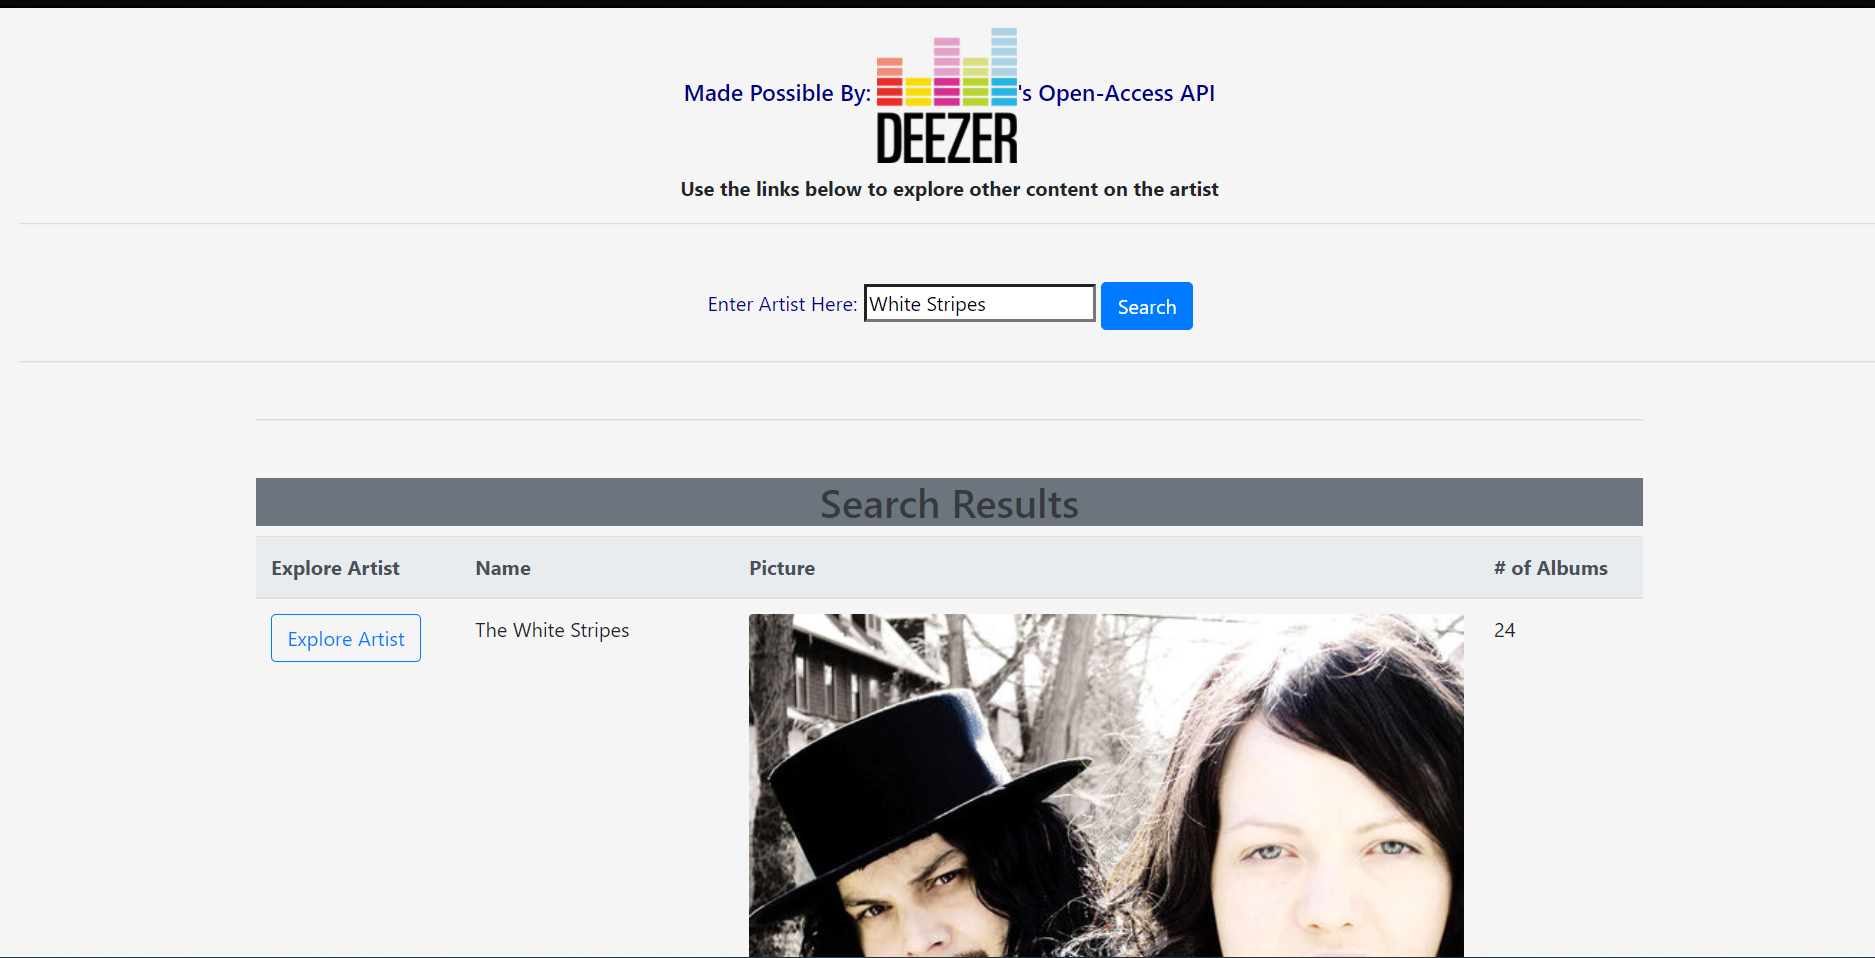 Made Possible By: DEEZER's Open-Access API
Use the links below to explore other content on the artist
Enter Artist Here: White Stripes Search
Search Results
Explore Artist Name Picture # of Albums
Explore Artist The White Stripes 24